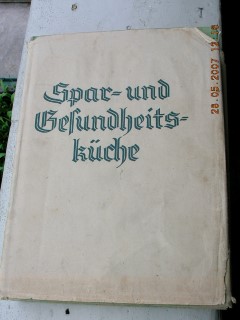 Spar- und
Gesundheits-
küche
28.05.2007